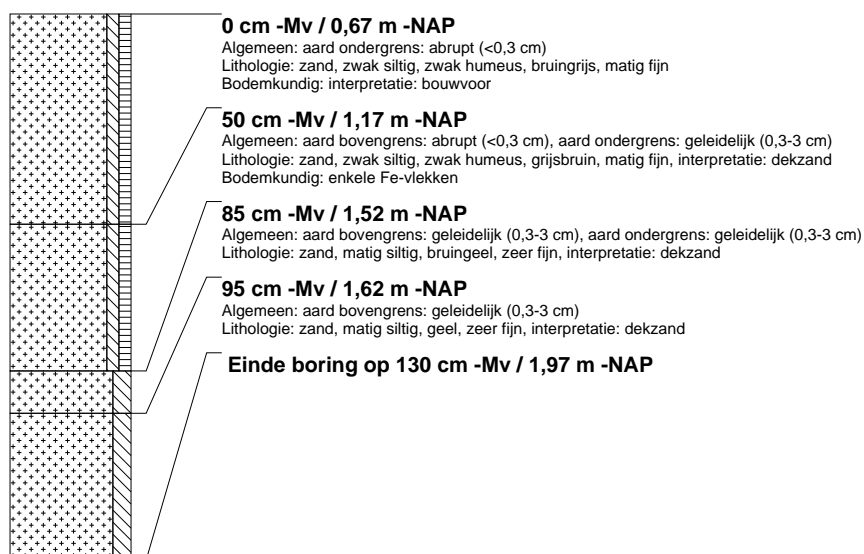 0 cm -Mv / 0,67 m -NAP
Algemeen: aard ondergrens: abrupt (<0,3 cm)
Lithologie: zand, zwak siltig, zwak humeus, bruingrijs, matig fijn
Bodemkundig: interpretatie: bouwvoor
50 cm -Mv / 1,17 m -NAP
Algemeen: aard bovengrens: abrupt (<0,3 cm), aard ondergrens: geleidelijk (0,3-3 cm)
Lithologie: zand, zwak siltig, zwak humeus, grijsbruin, matig fijn, interpretatie: dekzand
Bodemkundig: enkele Fe-vlekken
85 cm -Mv / 1,52 m -NAP
Algemeen: aard bovengrens: geleidelijk (0,3-3 cm), aard ondergrens: geleidelijk (0,3-3 cm)
Lithologie: zand, matig siltig, bruingeel, zeer fijn, interpretatie: dekzand
95 cm -Mv / 1,62 m -NAP
Algemeen: aard bovengrens: geleidelijk (0,3-3 cm)
Lithologie: zand, matig siltig, geel, zeer fijn, interpretatie: dekzand
Einde boring op 130 cm -Mv / 1,97 m -NAP